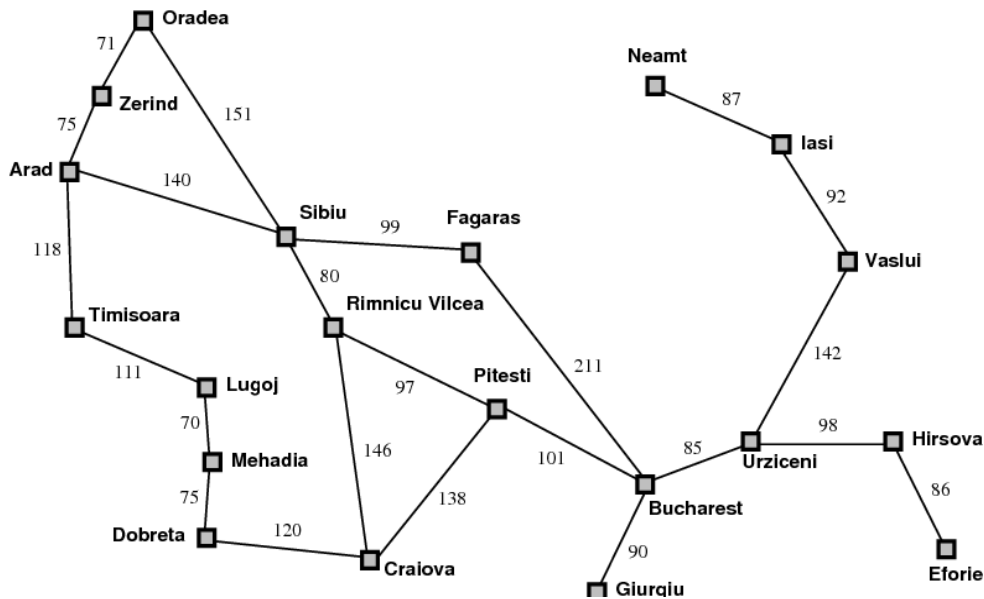 Oradea
71
Neamt
87
Zerind
151
75
Iasi
Arad
140
92
Sibiu
Fagaras
99
118
Vaslui
80
Timisoara
Rimnicu Vilcea
142
111
211
Lugoj
97
Pitesti
70
98
Hirsova
146
85
Mehadia
101
Urziceni
86
75
138
Bucharest
Dobreta
120
90
Craiova
Eforie
Giurgiu